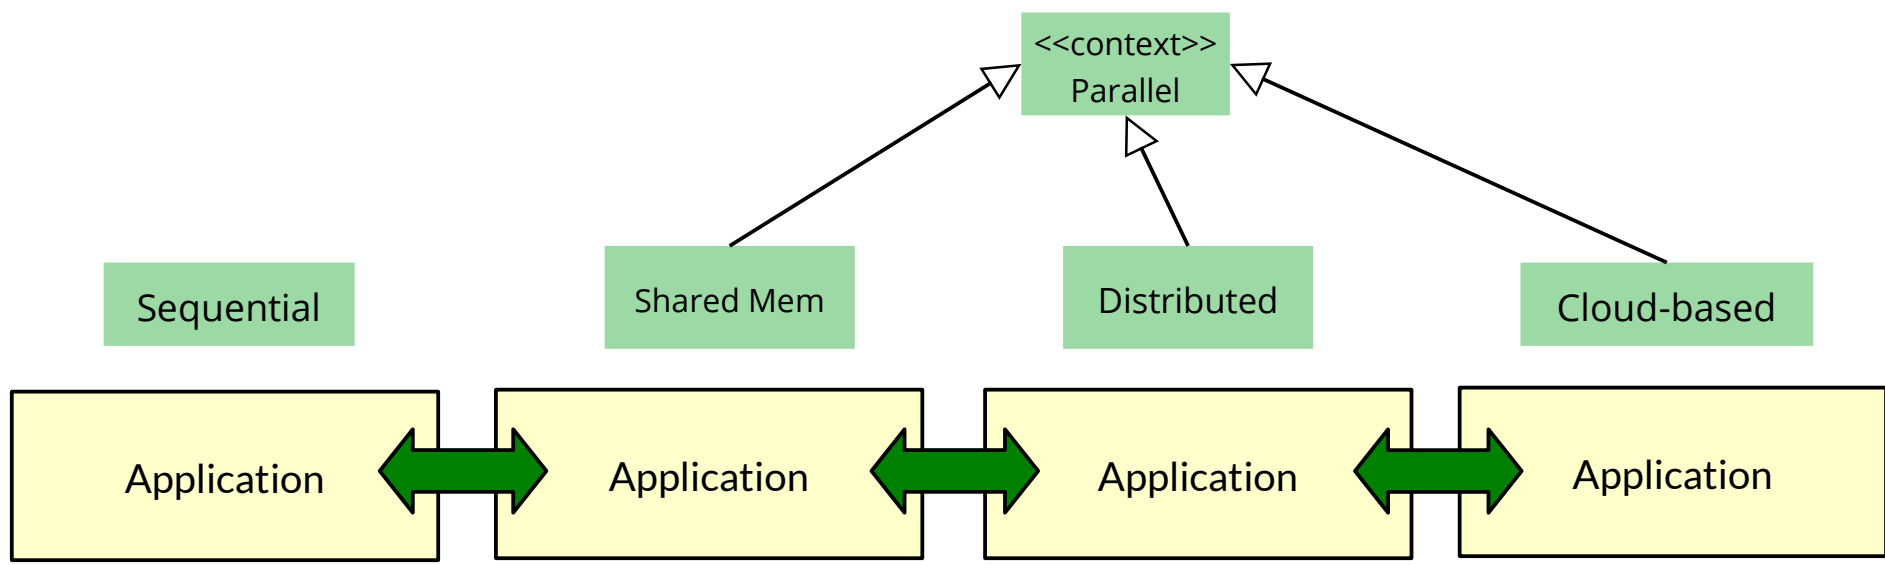 <<context>>
Parallel
Sequential
Shared Mem
Distributed
Cloud-based
Application
Application
Application
Application